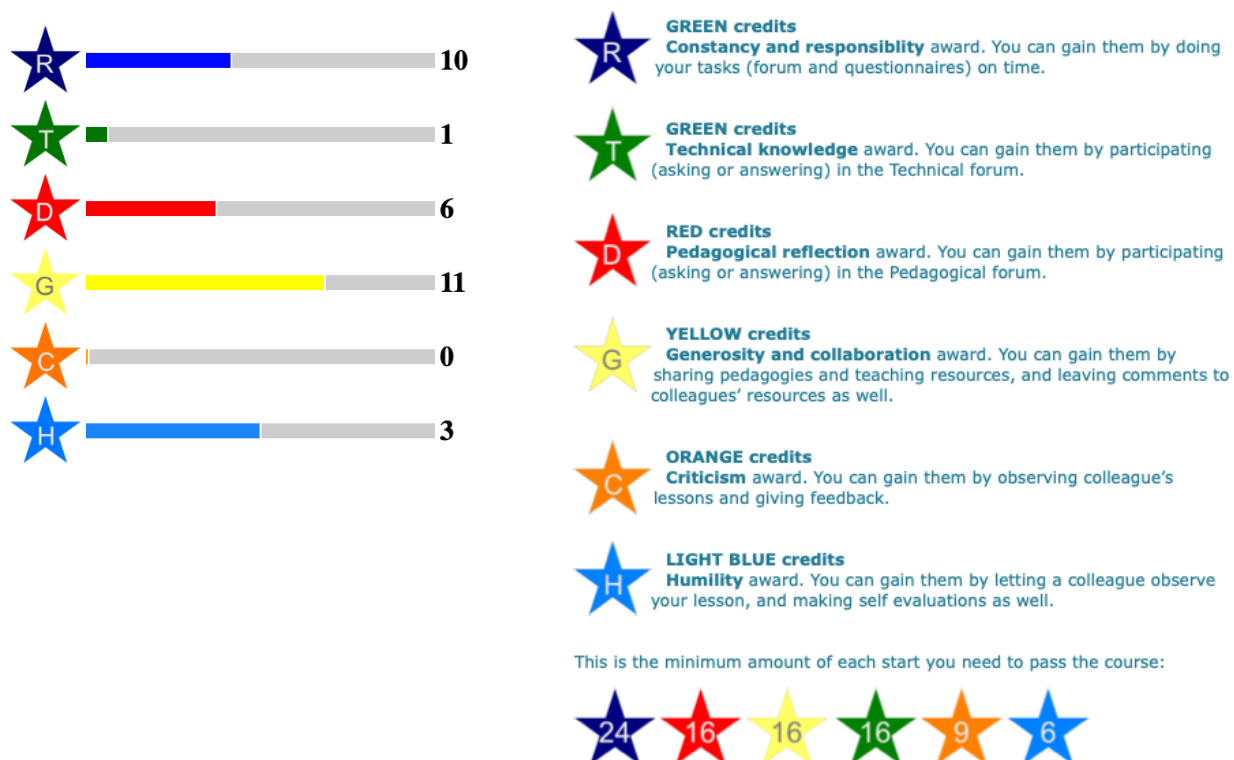 R 10
T 1
D 6
G 11
C 0
H 3
R
GREEN credits
Constancy and responsiblity award. You can gain them by doing
your tasks (forum and questionnaires) on time.
T
GREEN credits
Technical knowledge award. You can gain them by participating
(asking or answering) in the Technical forum.
D
RED credits
Pedagogical reflection award. You can gain them by participating
(asking or answering) in the Pedagogical forum.
G
YELLOW credits
Generosity and collaboration award. You can gain them by
sharing pedagogies and teaching resources, and leaving comments to
colleagues' resources as well.
C
ORANGE credits
Criticism award. You can gain them by observing colleague's
lessons and giving feedback.
H
LIGHT BLUE credits
Humility award. You can gain them by letting a colleague observe
your lesson, and making self evaluations as well.
This is the minimum amount of each start you need to pass the course:
24 16 16 16 9 6